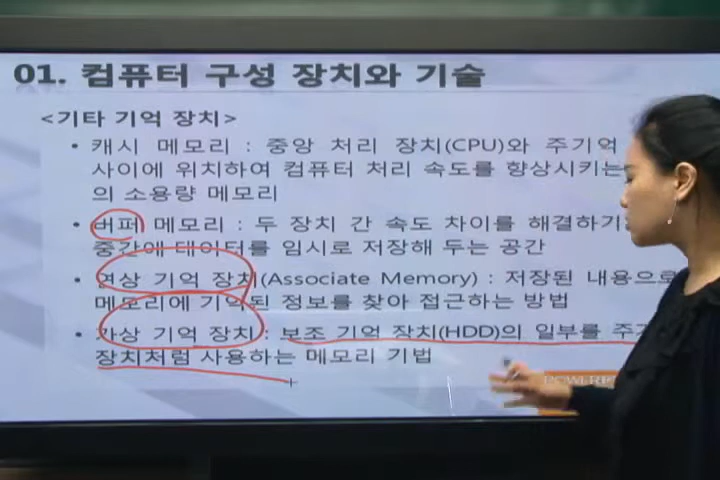 01. 컴퓨터 구성 장치와 기술
<기타 기억 장치>
• 캐시 메모리 : 중앙 처리 장치(CPU)와 주기억
사이에 위치하여 컴퓨터 처리 속도를 향상시키는
의 소용량 메모리
• 버퍼 메모리 : 두 장치 간 속도 차이를 해결하기
중간에 데이터를 임시로 저장해 두는 공간
• 연상 기억 장치(Associate Memory) : 저장된 내용으로
메모리에 기억된 정보를 찾아 접근하는 방법
• 가상 기억 장치 : 보조 기억 장치(HDD)의 일부를 주
장치처럼 사용하는 메모리 기법